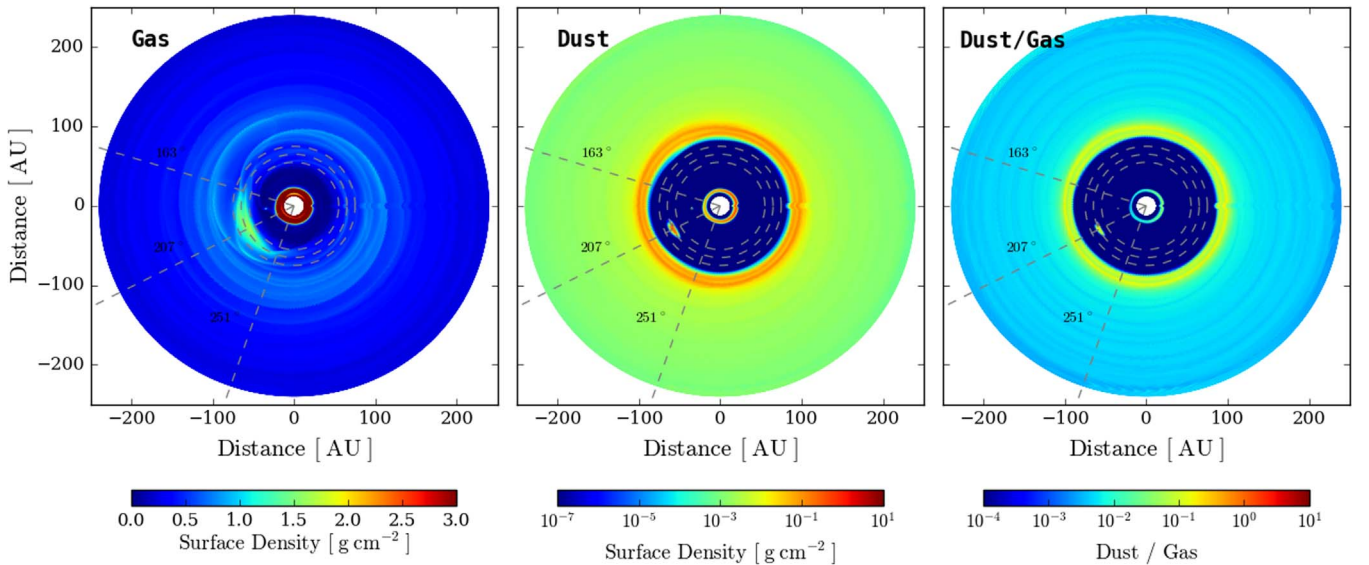 Gas
Dust
Dust/Gas
200
100
0
−100
−200
Distance [ AU ]
163°
207°
251°
163°
207°
251°
163°
207°
251°
−200 −100 0 100 200
−200 −100 0 100 200
−200 −100 0 100 200
Distance [ AU ]
Distance [ AU ]
Distance [ AU ]
0.0 0.5 1.0 1.5 2.0 2.5 3.0
10⁻⁷ 10⁻⁵ 10⁻³ 10⁻¹ 10¹
10⁻⁴ 10⁻³ 10⁻² 10⁻¹ 10⁰ 10¹
Surface Density [ g cm⁻² ]
Surface Density [ g cm⁻² ]
Dust / Gas